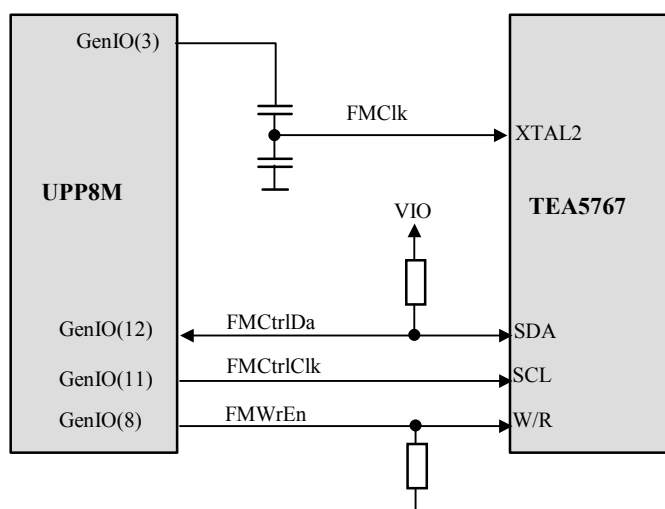 GenIO(3)
FMClk
XTAL2
UPP8M
VIO
TEA5767
GenIO(12)
FMCtrlDa
SDA
GenIO(11)
FMCtrlClk
SCL
GenIO(8)
FMWrEn
W/R